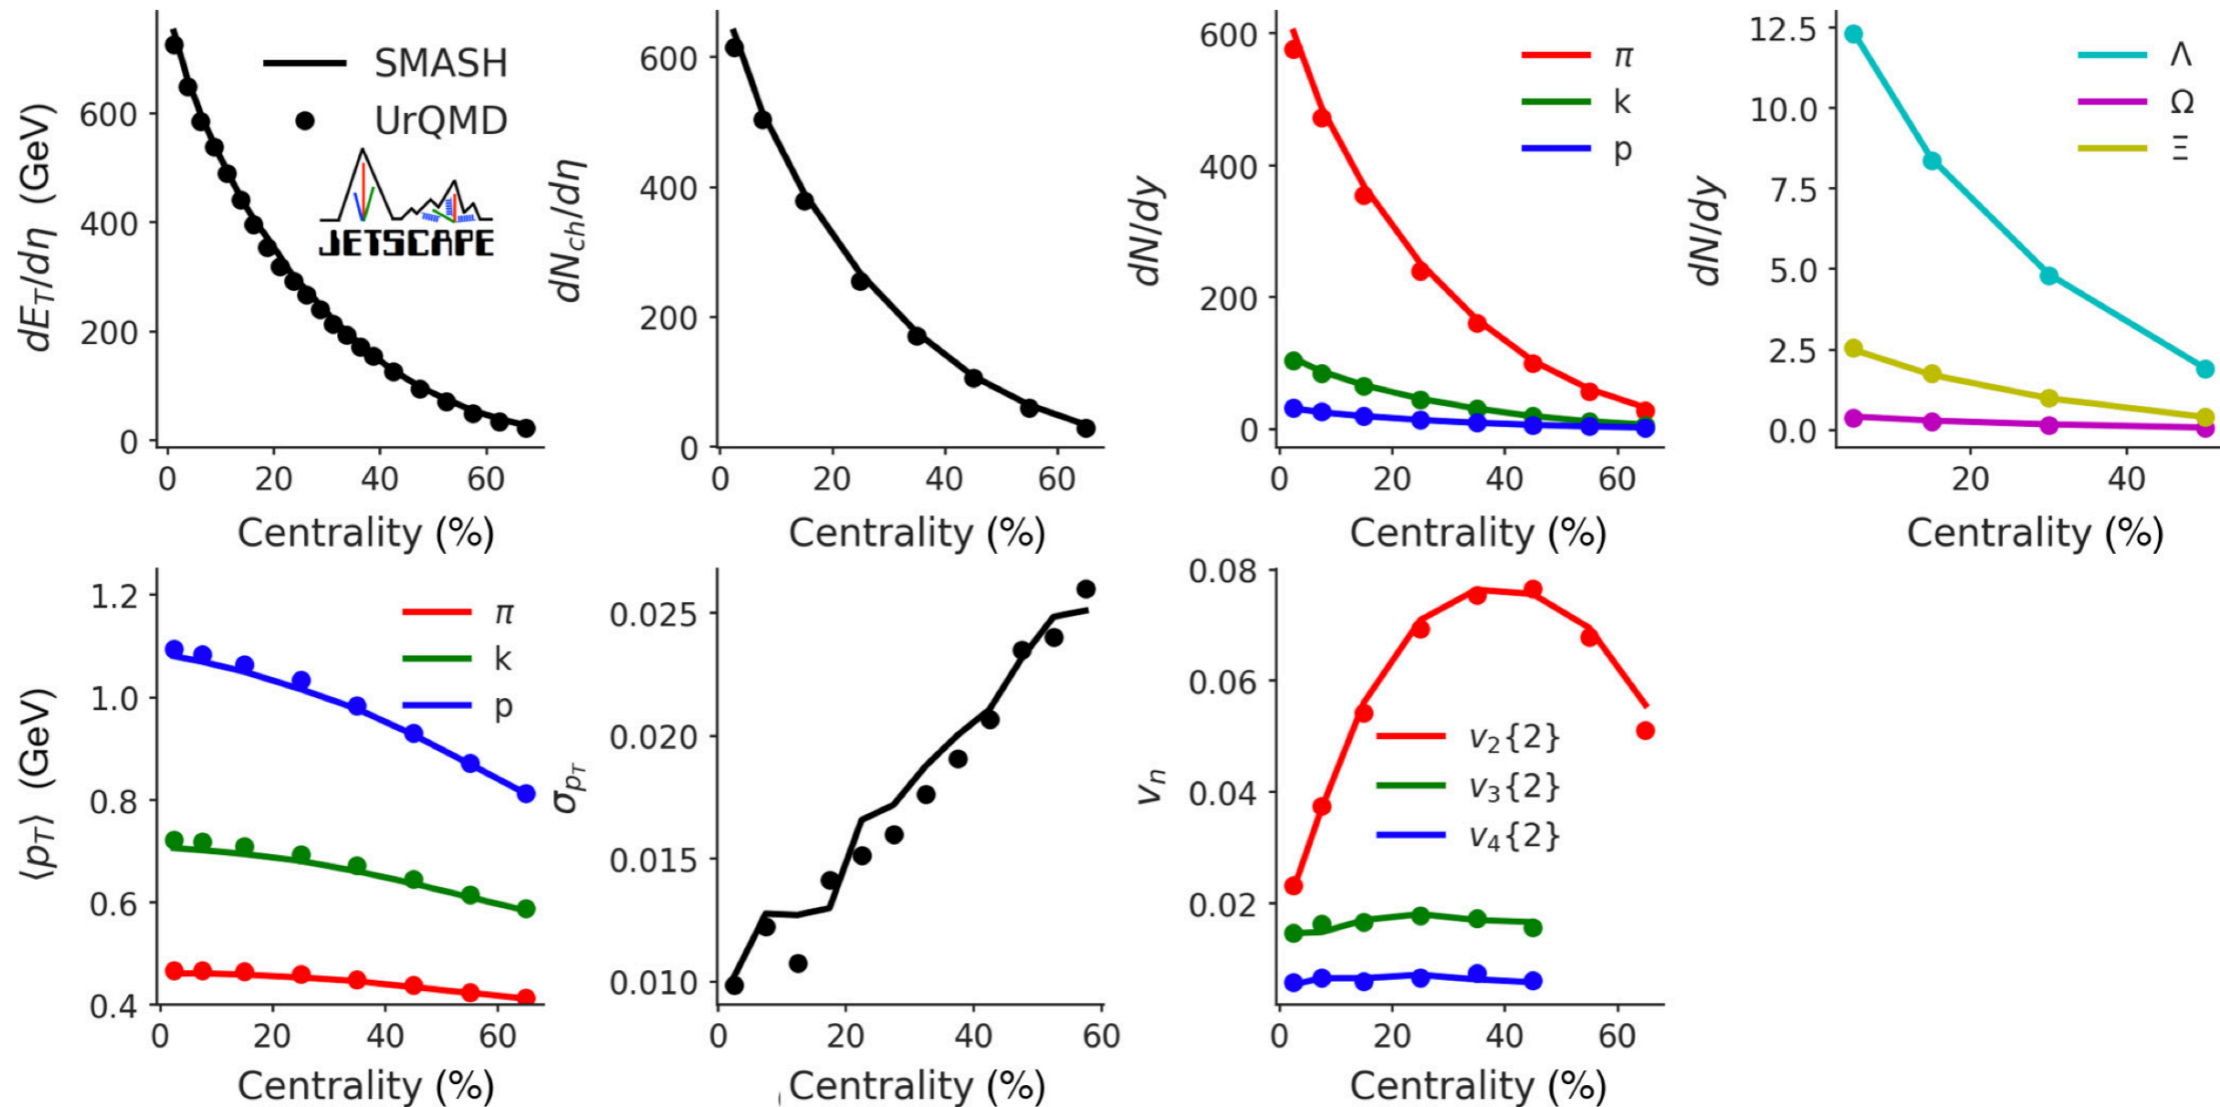 dE_T/dη (GeV)
600
400
200
0
SMASH
UrQMD
JETSCAPE
0 20 40 60
Centrality (%)
dN_ch/dη
600
400
200
0
0 20 40 60
Centrality (%)
dN/dy
600
400
200
0
π
k
p
0 20 40 60
Centrality (%)
dN/dy
12.5
10.0
7.5
5.0
2.5
0.0
Λ
Ω
Ξ
20 40
Centrality (%)
⟨p_T⟩ (GeV)
1.2
1.0
0.8
0.6
0.4
π
k
p
0 20 40 60
Centrality (%)
σ_{p_T}
0.025
0.020
0.015
0.010
0 20 40 60
Centrality (%)
v_n
0.08
0.06
0.04
0.02
v_2{2}
v_3{2}
v_4{2}
0 20 40 60
Centrality (%)